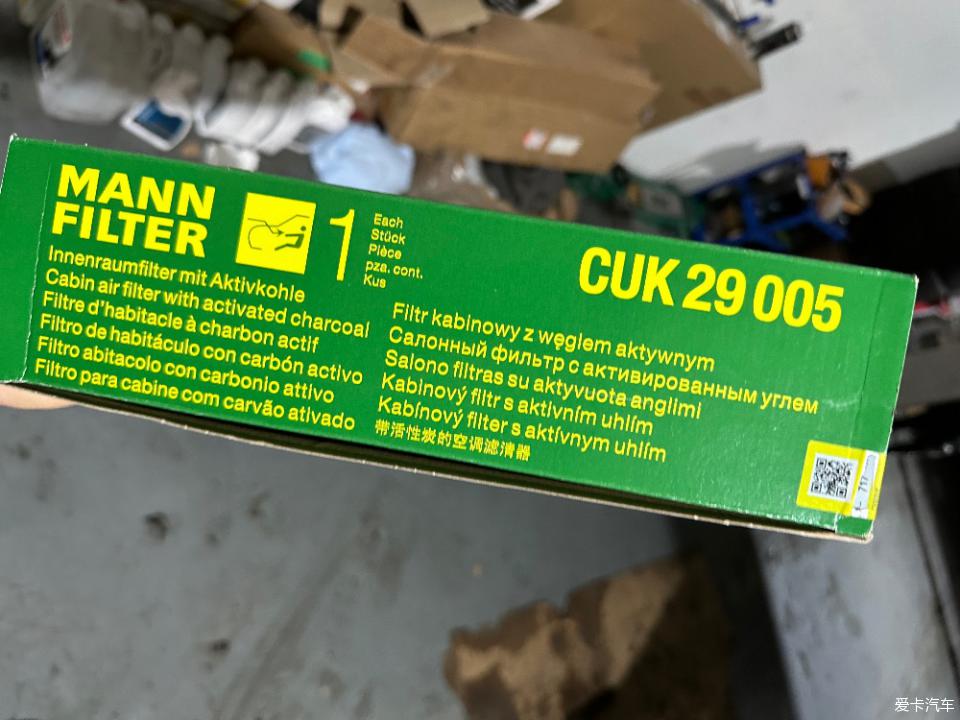 MANN
FILTER
1
Each
Stück
Pièce
pza. cont.
Kus
CUK 29 005
Innenraumfilter mit Aktivkohle
Cabin air filter with activated charcoal
Filtre d'habitacle à charbon actif
Filtro de habitáculo con carbón activo
Filtro abitacolo con carbonio attivo
Filtro para cabine com carvão ativado
Filtr kabinowy z węglem aktywnym
Салонный фильтр с активированным углем
Salono filtras su aktyvuota anglimi
Kabinový filtr s aktivním uhlím
Kabínový filter s aktívnym uhlím
带活性炭的空调滤清器
717
爱卡汽车